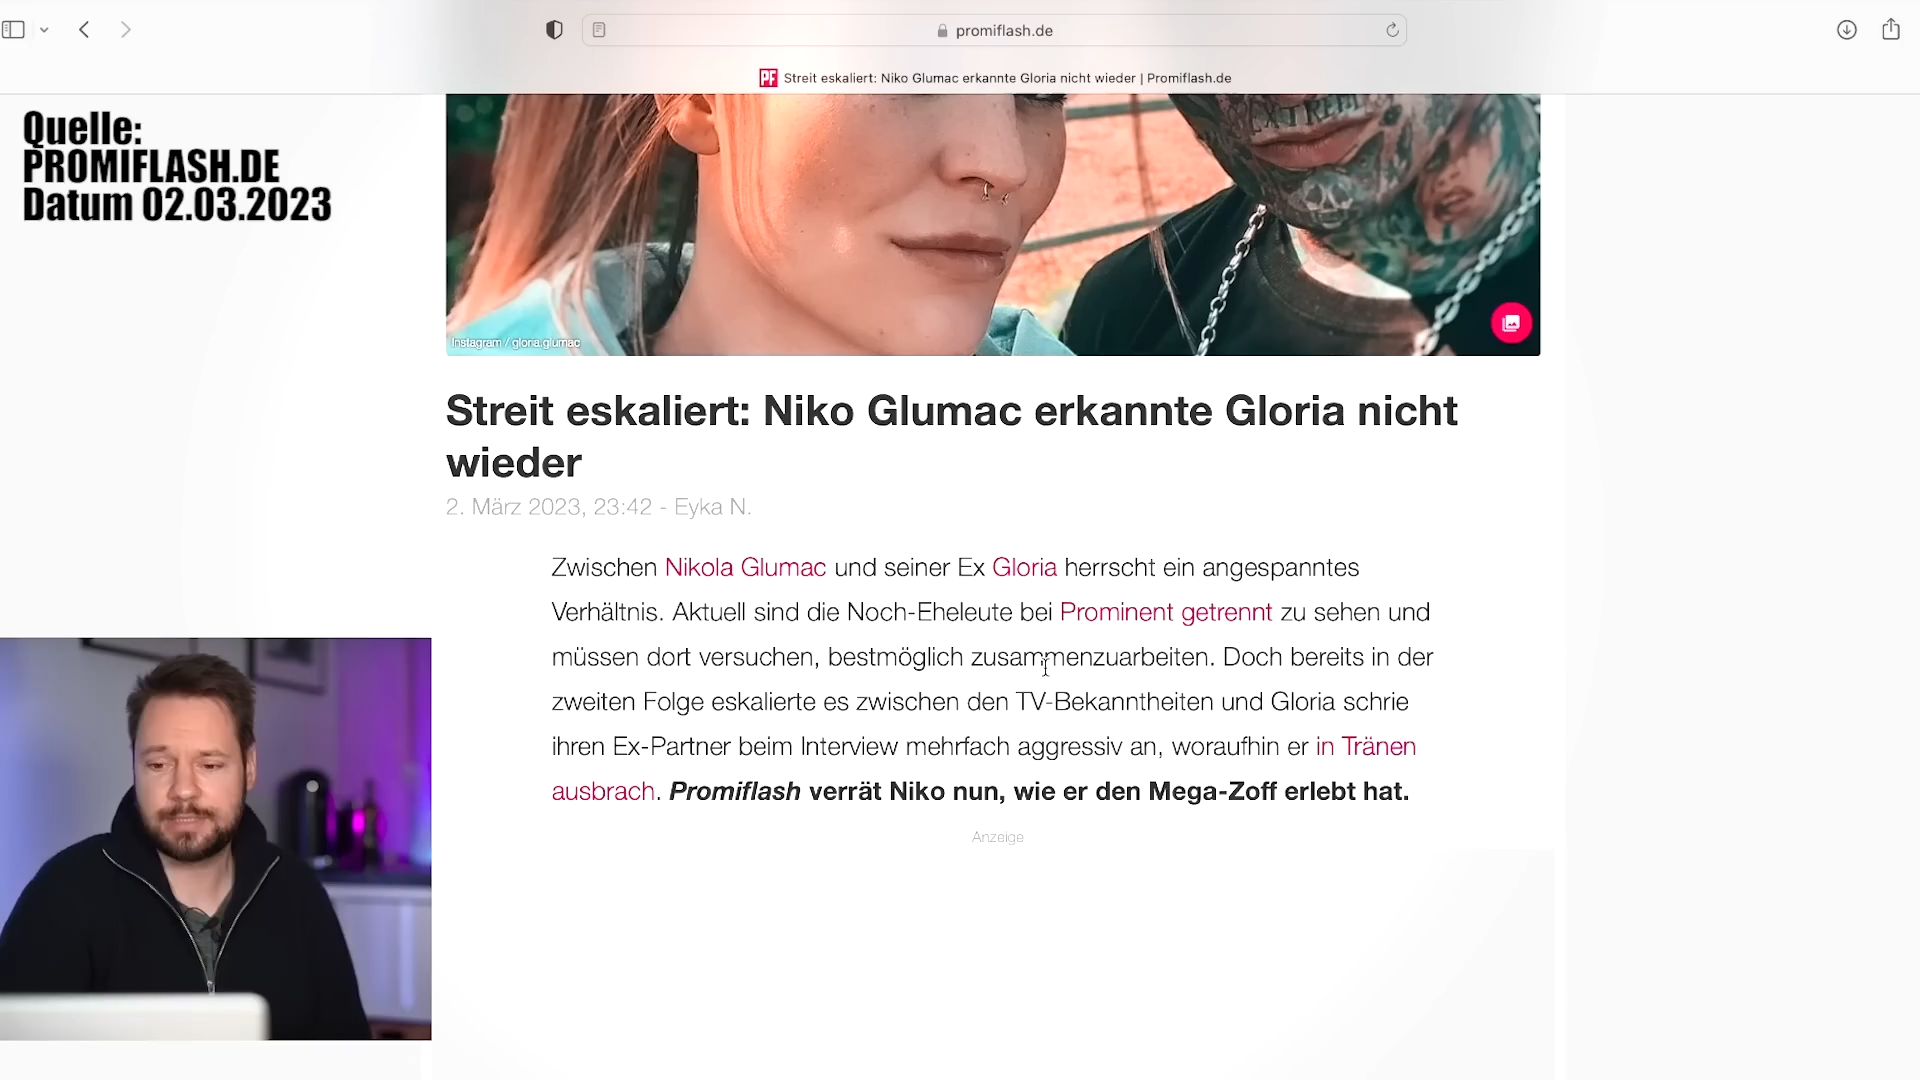 promiflash.de
PF Streit eskaliert: Niko Glumac erkannte Gloria nicht wieder | Promiflash.de
Quelle:
PROMIFLASH.DE
Datum 02.03.2023
EXTREM
Instagram / gloria.glumac
Streit eskaliert: Niko Glumac erkannte Gloria nicht
wieder
2. März 2023, 23:42 - Eyka N.
Zwischen Nikola Glumac und seiner Ex Gloria herrscht ein angespanntes
Verhältnis. Aktuell sind die Noch-Eheleute bei Prominent getrennt zu sehen und
müssen dort versuchen, bestmöglich zusammenzuarbeiten. Doch bereits in der
zweiten Folge eskalierte es zwischen den TV-Bekanntheiten und Gloria schrie
ihren Ex-Partner beim Interview mehrfach aggressiv an, woraufhin er in Tränen
ausbrach. Promiflash verrät Niko nun, wie er den Mega-Zoff erlebt hat.
Anzeige